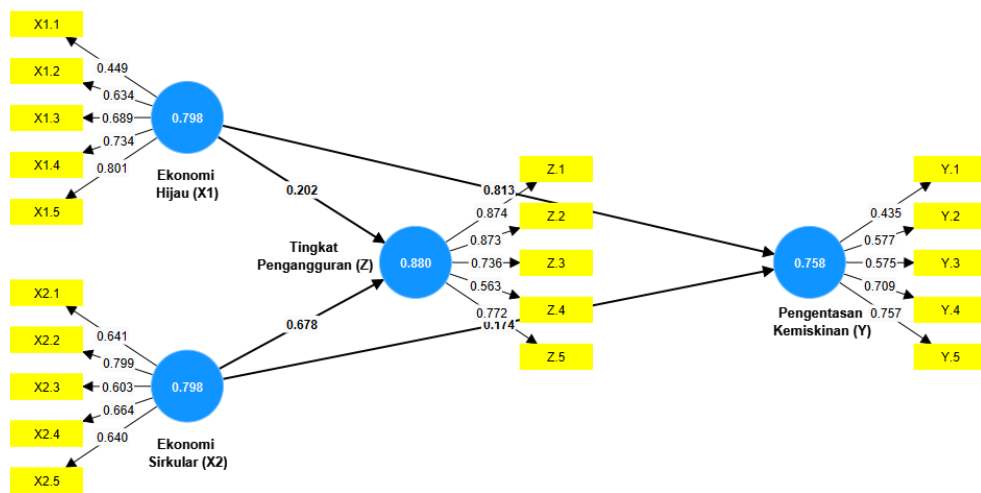 X1.1
X1.2
X1.3
X1.4
X1.5
0.449
0.634
0.689
0.734
0.801
0.798
Ekonomi
Hijau (X1)
0.202
0.813
X2.1
X2.2
X2.3
X2.4
X2.5
0.641
0.799
0.603
0.664
0.640
0.798
Ekonomi
Sirkular (X2)
0.678
0.174
Tingkat
Pengangguran (Z)
0.880
0.874
0.873
0.736
0.563
0.772
Z.1
Z.2
Z.3
Z.4
Z.5
0.758
Pengentasan
Kemiskinan (Y)
0.435
0.577
0.575
0.709
0.757
Y.1
Y.2
Y.3
Y.4
Y.5